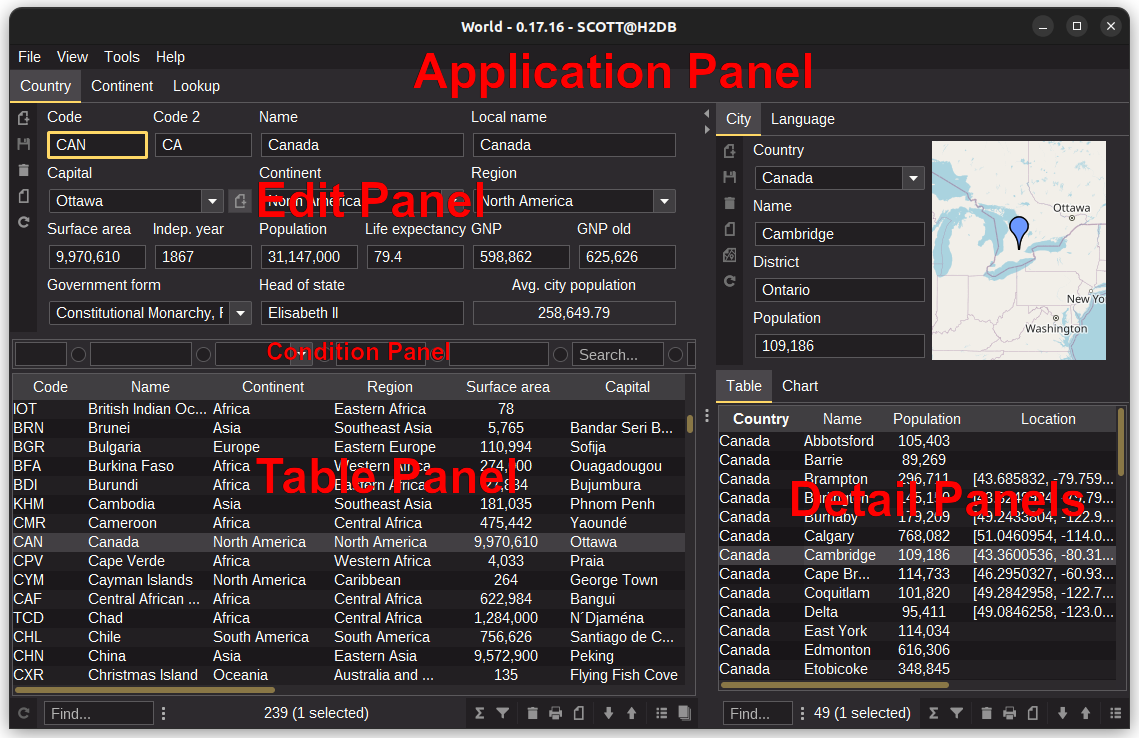 World - 0.17.16 - SCOTT@H2DB
File View Tools Help
Application Panel
Country Continent Lookup
Code Code 2 Name Local name
CAN CA Canada Canada
Capital Continent Region
Ottawa North America North America
Edit Panel
Surface area Indep. year Population Life expectancy GNP GNP old
9,970,610 1867 31,147,000 79.4 598,862 625,626
Government form Head of state Avg. city population
Constitutional Monarchy, F Elisabeth II 258,649.79
Condition Panel
Search...
Code Name Continent Region Surface area Capital
IOT British Indian Oc... Africa Eastern Africa 78
BRN Brunei Asia Southeast Asia 5,765 Bandar Seri B...
BGR Bulgaria Europe Eastern Europe 110,994 Sofija
BFA Burkina Faso Africa Western Africa 274,000 Ouagadougou
BDI Burundi Africa Eastern Africa 27,834 Bujumbura
Table Panel
KHM Cambodia Asia Southeast Asia 181,035 Phnom Penh
CMR Cameroon Africa Central Africa 475,442 Yaoundé
CAN Canada North America North America 9,970,610 Ottawa
CPV Cape Verde Africa Western Africa 4,033 Praia
CYM Cayman Islands North America Caribbean 264 George Town
CAF Central African ... Africa Central Africa 622,984 Bangui
TCD Chad Africa Central Africa 1,284,000 N´Djaména
CHL Chile South America South America 756,626 Santiago de C...
CHN China Asia Eastern Asia 9,572,900 Peking
CXR Christmas Island Oceania Australia and ... 135 Flying Fish Cove
Find... 239 (1 selected)
City Language
Country
Canada
Name
Cambridge
District
Ontario
Population
109,186
Ottawa
New Yo
Washington
Table Chart
Country Name Population Location
Canada Abbotsford 105,403
Canada Barrie 89,269
Canada Brampton 296,711 [43.685832, -79.759...
Canada Burlington
Detail Panels
Canada Burnaby 179,209 [49.2433804, -122.9...
Canada Calgary 768,082 [51.0460954, -114.0...
Canada Cambridge 109,186 [43.3600536, -80.31...
Canada Cape Br... 114,733 [46.2950327, -60.93...
Canada Coquitlam 101,820 [49.2842958, -122.7...
Canada Delta 95,411 [49.0846258, -123.0...
Canada East York 114,034
Canada Edmonton 616,306
Canada Etobicoke 348,845
Find... 49 (1 selected)